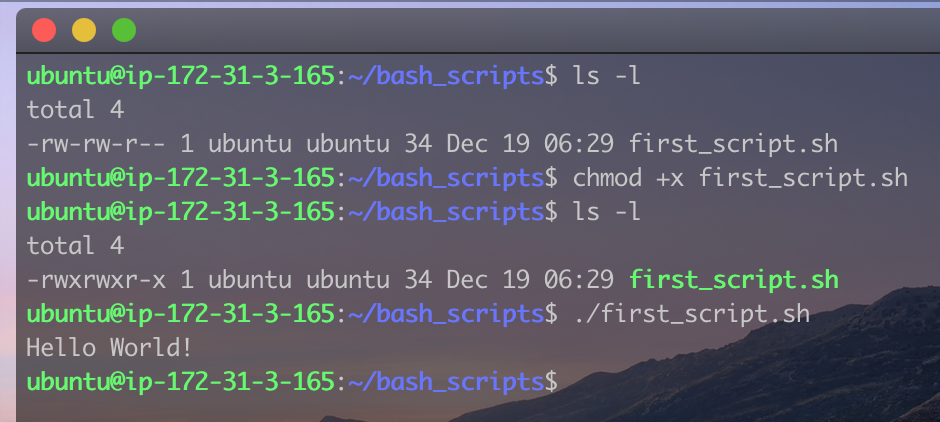 ubuntu@ip-172-31-3-165:~/bash_scripts$ ls -l
total 4
-rw-rw-r-- 1 ubuntu ubuntu 34 Dec 19 06:29 first_script.sh
ubuntu@ip-172-31-3-165:~/bash_scripts$ chmod +x first_script.sh
ubuntu@ip-172-31-3-165:~/bash_scripts$ ls -l
total 4
-rwxrwxr-x 1 ubuntu ubuntu 34 Dec 19 06:29 first_script.sh
ubuntu@ip-172-31-3-165:~/bash_scripts$ ./first_script.sh
Hello World!
ubuntu@ip-172-31-3-165:~/bash_scripts$